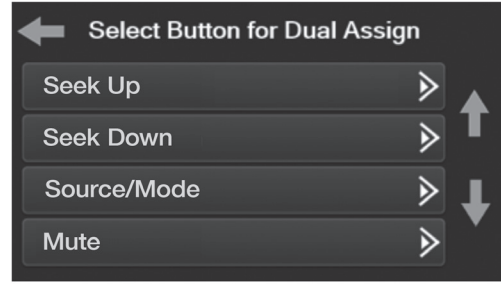 Select Button for Dual Assign
Seek Up
Seek Down
Source/Mode
Mute